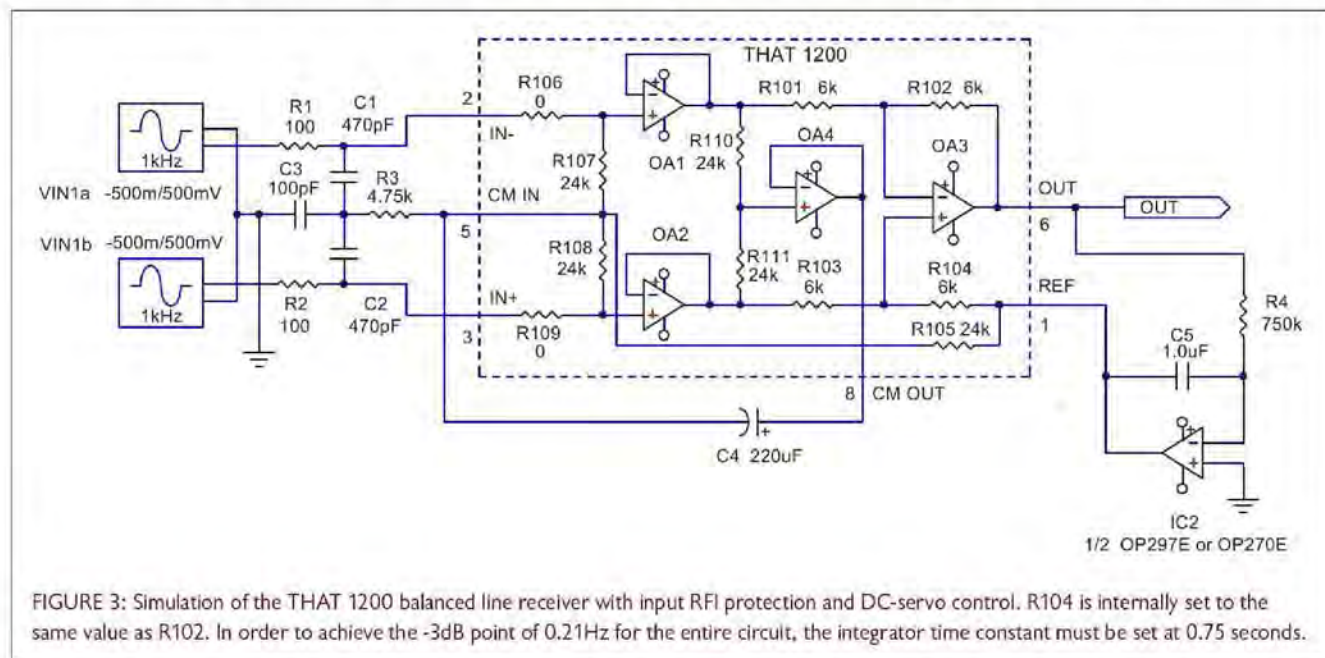 THAT 1200
R106
0
R101 6k
R102 6k
R1
100
C1
470pF
2
IN-
OA1
R110
24k
OA4
OA3
1kHz
VIN1a -500m/500mV
C3
100pF
R3
4.75k
R107
24k
CM IN
5
OUT
6
OUT
VIN1b -500m/500mV
R108
24k
OA2
R111
24k
R103
6k
R104
6k
REF
1
R105 24k
1kHz
R2
100
C2
470pF
IN+
3
R109
0
R4
750k
C5
1.0uF
8 CM OUT
C4 220uF
IC2
1/2 OP297E or OP270E
FIGURE 3: Simulation of the THAT 1200 balanced line receiver with input RFI protection and DC-servo control. R104 is internally set to the
same value as R102. In order to achieve the -3dB point of 0.21Hz for the entire circuit, the integrator time constant must be set at 0.75 seconds.